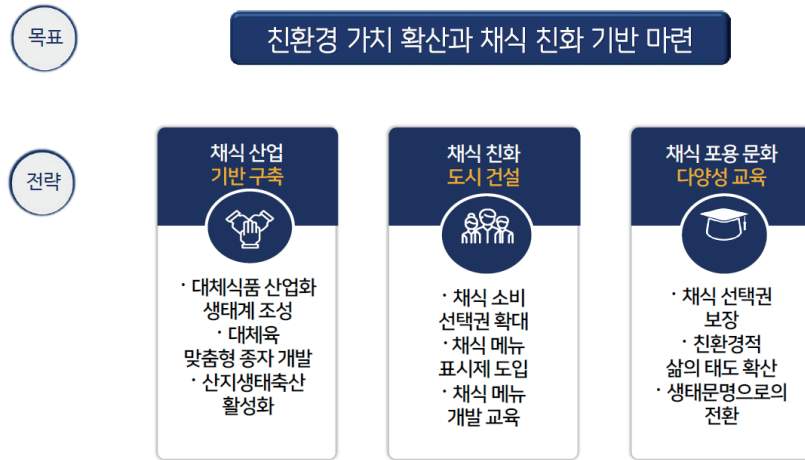 목표
친환경 가치 확산과 채식 친화 기반 마련
전략
채식 산업
기반 구축
· 대체식품 산업화
생태계 조성
· 대체육
맞춤형 종자 개발
· 산지생태축산
활성화
채식 친화
도시 건설
· 채식 소비
선택권 확대
· 채식 메뉴
표시제 도입
· 채식 메뉴
개발 교육
채식 포용 문화
다양성 교육
· 채식 선택권
보장
· 친환경적
삶의 태도 확산
· 생태문명으로의
전환